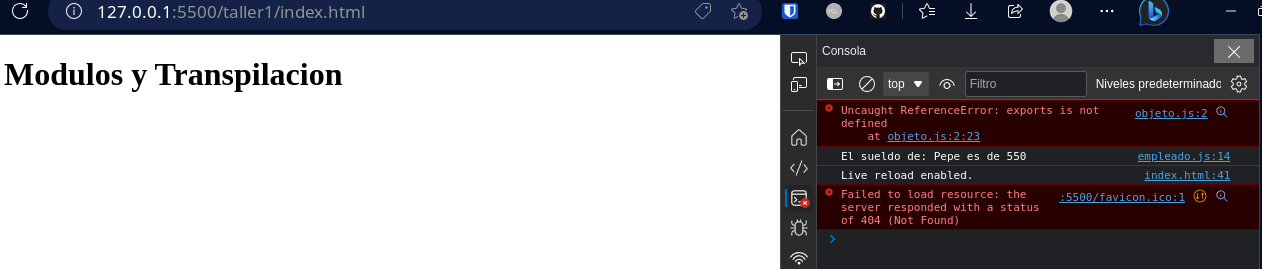 127.0.0.1:5500/taller1/index.html
Modulos y Transpilacion
Consola
top
Filtro
Niveles predeterminado
Uncaught ReferenceError: exports is not objeto.js:2
defined
at objeto.js:2:23
El sueldo de: Pepe es de 550 empleado.js:14
Live reload enabled. index.html:41
Failed to load resource: the :5500/favicon.ico:1
server responded with a status
of 404 (Not Found)